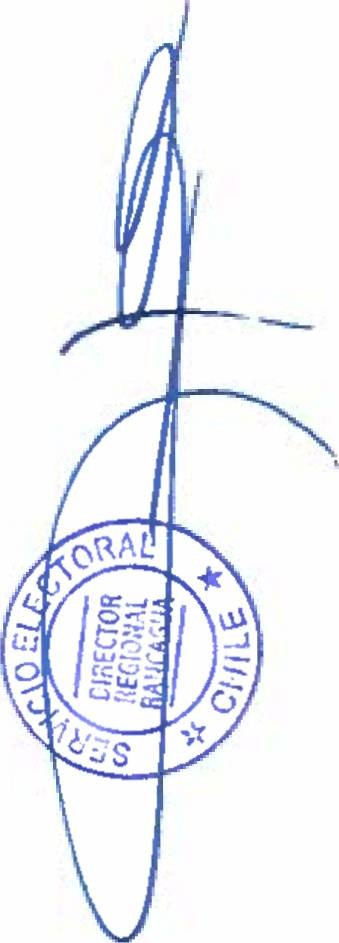 SERVICIO ELECTORAL
★ CHILE ☆
DIRECTOR
REGIONAL
RANCAGUA